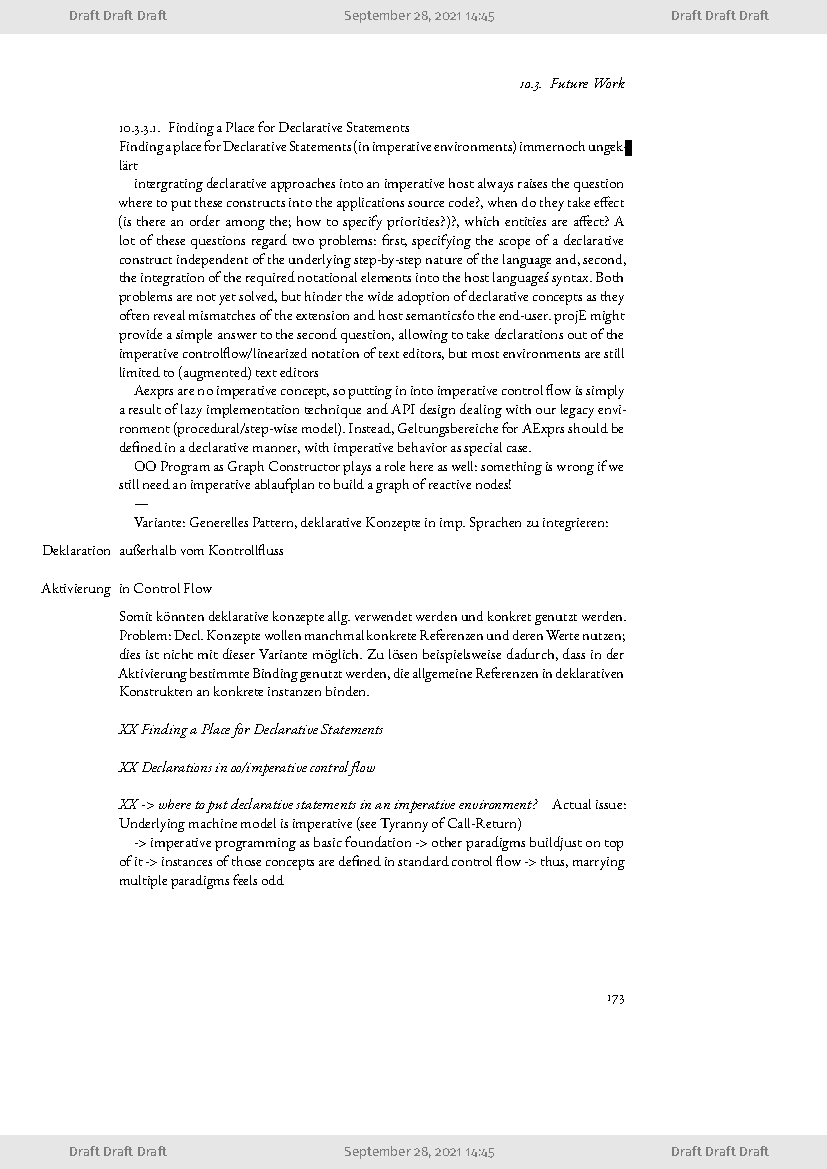 Draft Draft Draft September 28, 2021 14:45 Draft Draft Draft
10.3. Future Work
10.3.3.1. Finding a Place for Declarative Statements
Finding a place for Declarative Statements (in imperative environments) immernoch ungek-
lärt
intergrating declarative approaches into an imperative host always raises the question
where to put these constructs into the applications source code?, when do they take effect
(is there an order among the; how to specify priorities?)?, which entities are affect? A
lot of these questions regard two problems: first, specifying the scope of a declarative
construct independent of the underlying step-by-step nature of the language and, second,
the integration of the required notational elements into the host languageś syntax. Both
problems are not yet solved, but hinder the wide adoption of declarative concepts as they
often reveal mismatches of the extension and host semantics†o the end-user. projE might
provide a simple answer to the second question, allowing to take declarations out of the
imperative controlflow/linearized notation of text editors, but most environments are still
limited to (augmented) text editors
Aexprs are no imperative concept, so putting in into imperative control flow is simply
a result of lazy implementation technique and API design dealing with our legacy envi-
ronment (procedural/step-wise model). Instead, Geltungsbereiche for AExprs should be
defined in a declarative manner, with imperative behavior as special case.
OO Program as Graph Constructor plays a role here as well: something is wrong if we
still need an imperative ablaufplan to build a graph of reactive nodes!
—
Variante: Generelles Pattern, deklarative Konzepte in imp. Sprachen zu integrieren:
Deklaration außerhalb vom Kontrollfluss
Aktivierung in Control Flow
Somit könnten deklarative konzepte allg. verwendet werden und konkret genutzt werden.
Problem: Decl. Konzepte wollen manchmal konkrete Referenzen und deren Werte nutzen;
dies ist nicht mit dieser Variante möglich. Zu lösen beispielsweise dadurch, dass in der
Aktivierung bestimmte Binding genutzt werden, die allgemeine Referenzen in deklarativen
Konstrukten an konkrete instanzen binden.
XX Finding a Place for Declarative Statements
XX Declarations in oo/imperative control flow
XX -> where to put declarative statements in an imperative environment? Actual issue:
Underlying machine model is imperative (see Tyranny of Call-Return)
-> imperative programming as basic foundation -> other paradigms buildjust on top
of it -> instances of those concepts are defined in standard control flow -> thus, marrying
multiple paradigms feels odd
173
Draft Draft Draft September 28, 2021 14:45 Draft Draft Draft